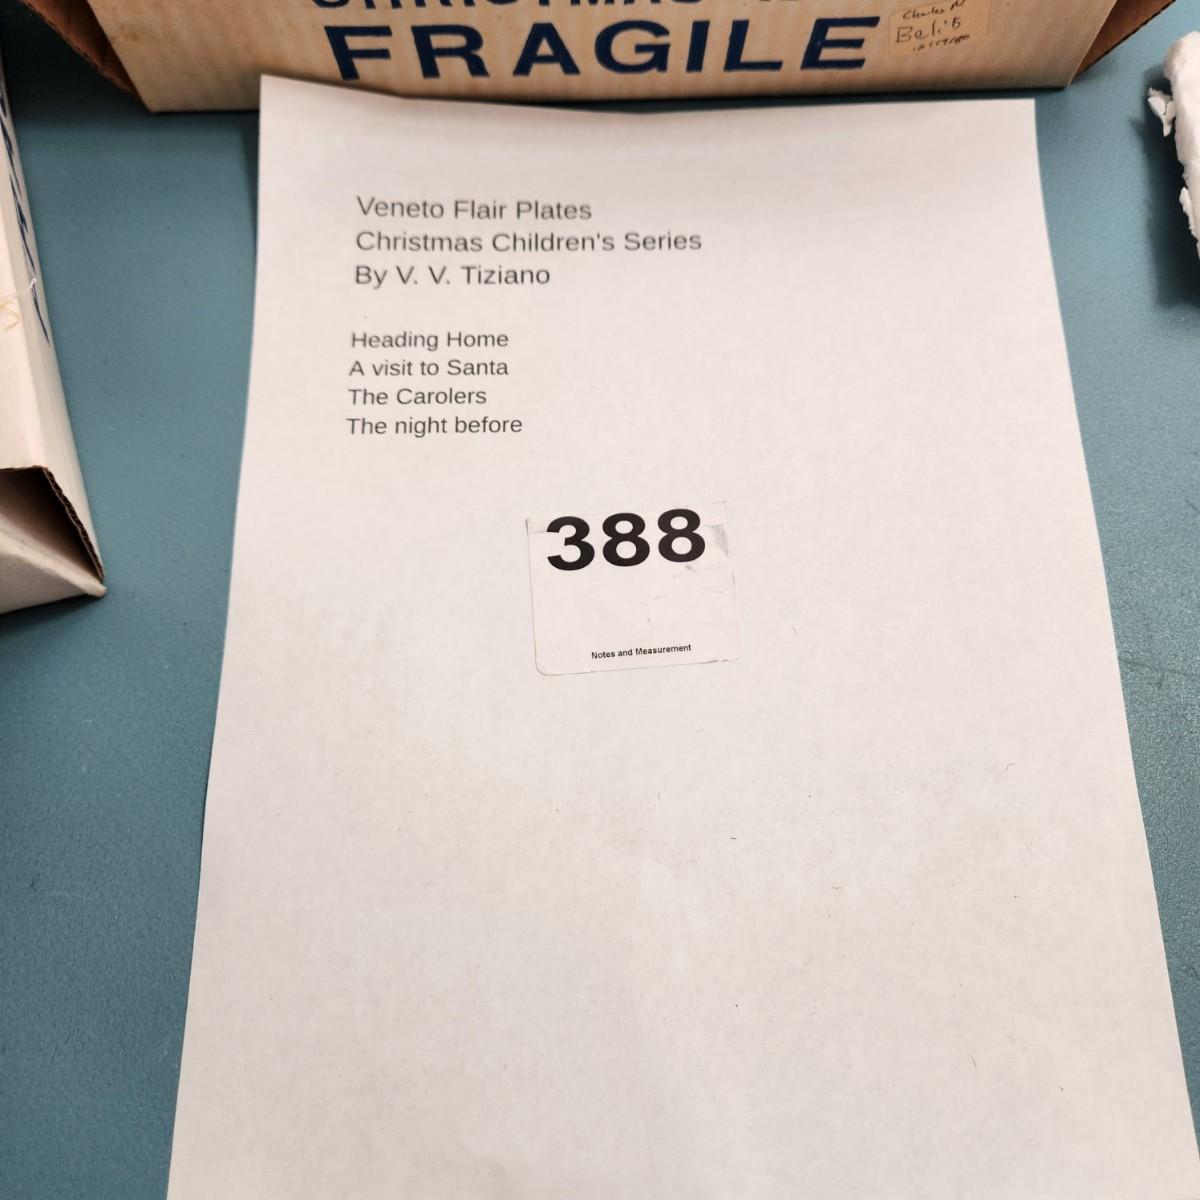 FRAGILE
Veneto Flair Plates
Christmas Children's Series
By V. V. Tiziano
Heading Home
A visit to Santa
The Carolers
The night before
388
Notes and Measurement